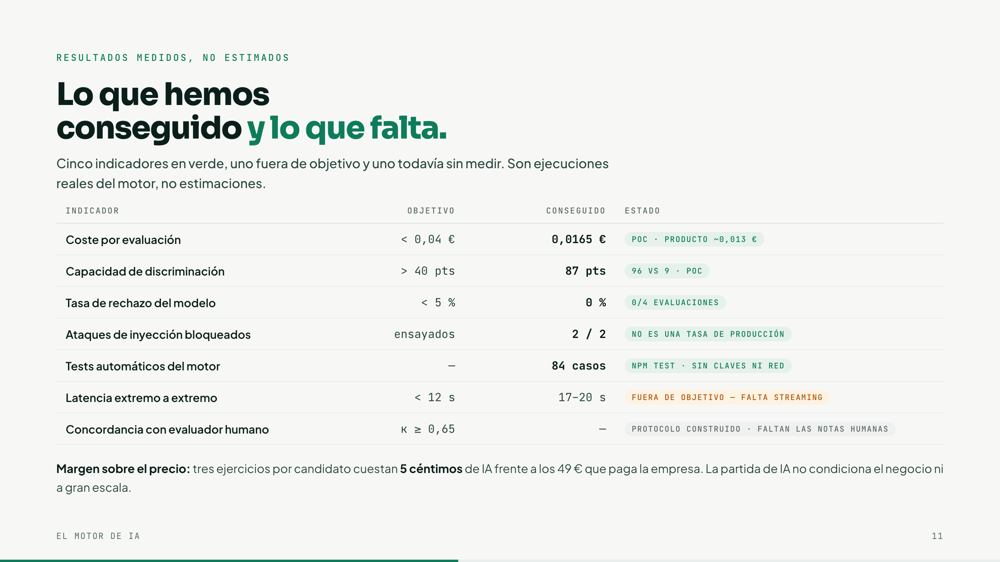 RESULTADOS MEDIDOS, NO ESTIMADOS
Lo que hemos
conseguido y lo que falta.
Cinco indicadores en verde, uno fuera de objetivo y uno todavía sin medir. Son ejecuciones
reales del motor, no estimaciones.
INDICADOR OBJETIVO CONSEGUIDO ESTADO
Coste por evaluación < 0,04 € 0,0165 € POC · PRODUCTO ~0,013 €
Capacidad de discriminación > 40 pts 87 pts 96 VS 9 · POC
Tasa de rechazo del modelo < 5 % 0 % 0/4 EVALUACIONES
Ataques de inyección bloqueados ensayados 2 / 2 NO ES UNA TASA DE PRODUCCIÓN
Tests automáticos del motor — 84 casos NPM TEST · SIN CLAVES NI RED
Latencia extremo a extremo < 12 s 17–20 s FUERA DE OBJETIVO — FALTA STREAMING
Concordancia con evaluador humano κ ≥ 0,65 — PROTOCOLO CONSTRUIDO · FALTAN LAS NOTAS HUMANAS
Margen sobre el precio: tres ejercicios por candidato cuestan 5 céntimos de IA frente a los 49 € que paga la empresa. La partida de IA no condiciona el negocio ni
a gran escala.
EL MOTOR DE IA 11